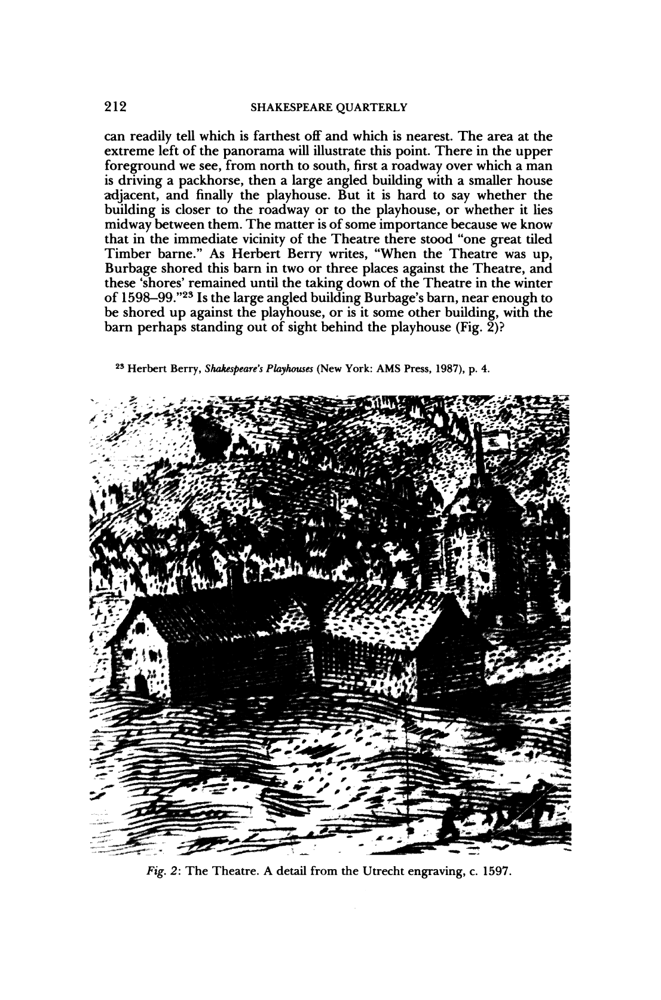 212 SHAKESPEARE QUARTERLY
can readily tell which is farthest off and which is nearest. The area at the
extreme left of the panorama will illustrate this point. There in the upper
foreground we see, from north to south, first a roadway over which a man
is driving a packhorse, then a large angled building with a smaller house
adjacent, and finally the playhouse. But it is hard to say whether the
building is closer to the roadway or to the playhouse, or whether it lies
midway between them. The matter is of some importance because we know
that in the immediate vicinity of the Theatre there stood “one great tiled
Timber barne.” As Herbert Berry writes, “When the Theatre was up,
Burbage shored this barn in two or three places against the Theatre, and
these ‘shores’ remained until the taking down of the Theatre in the winter
of 1598–99.”²³ Is the large angled building Burbage’s barn, near enough to
be shored up against the playhouse, or is it some other building, with the
barn perhaps standing out of sight behind the playhouse (Fig. 2)?
²³ Herbert Berry, Shakespeare’s Playhouses (New York: AMS Press, 1987), p. 4.
Fig. 2: The Theatre. A detail from the Utrecht engraving, c. 1597.